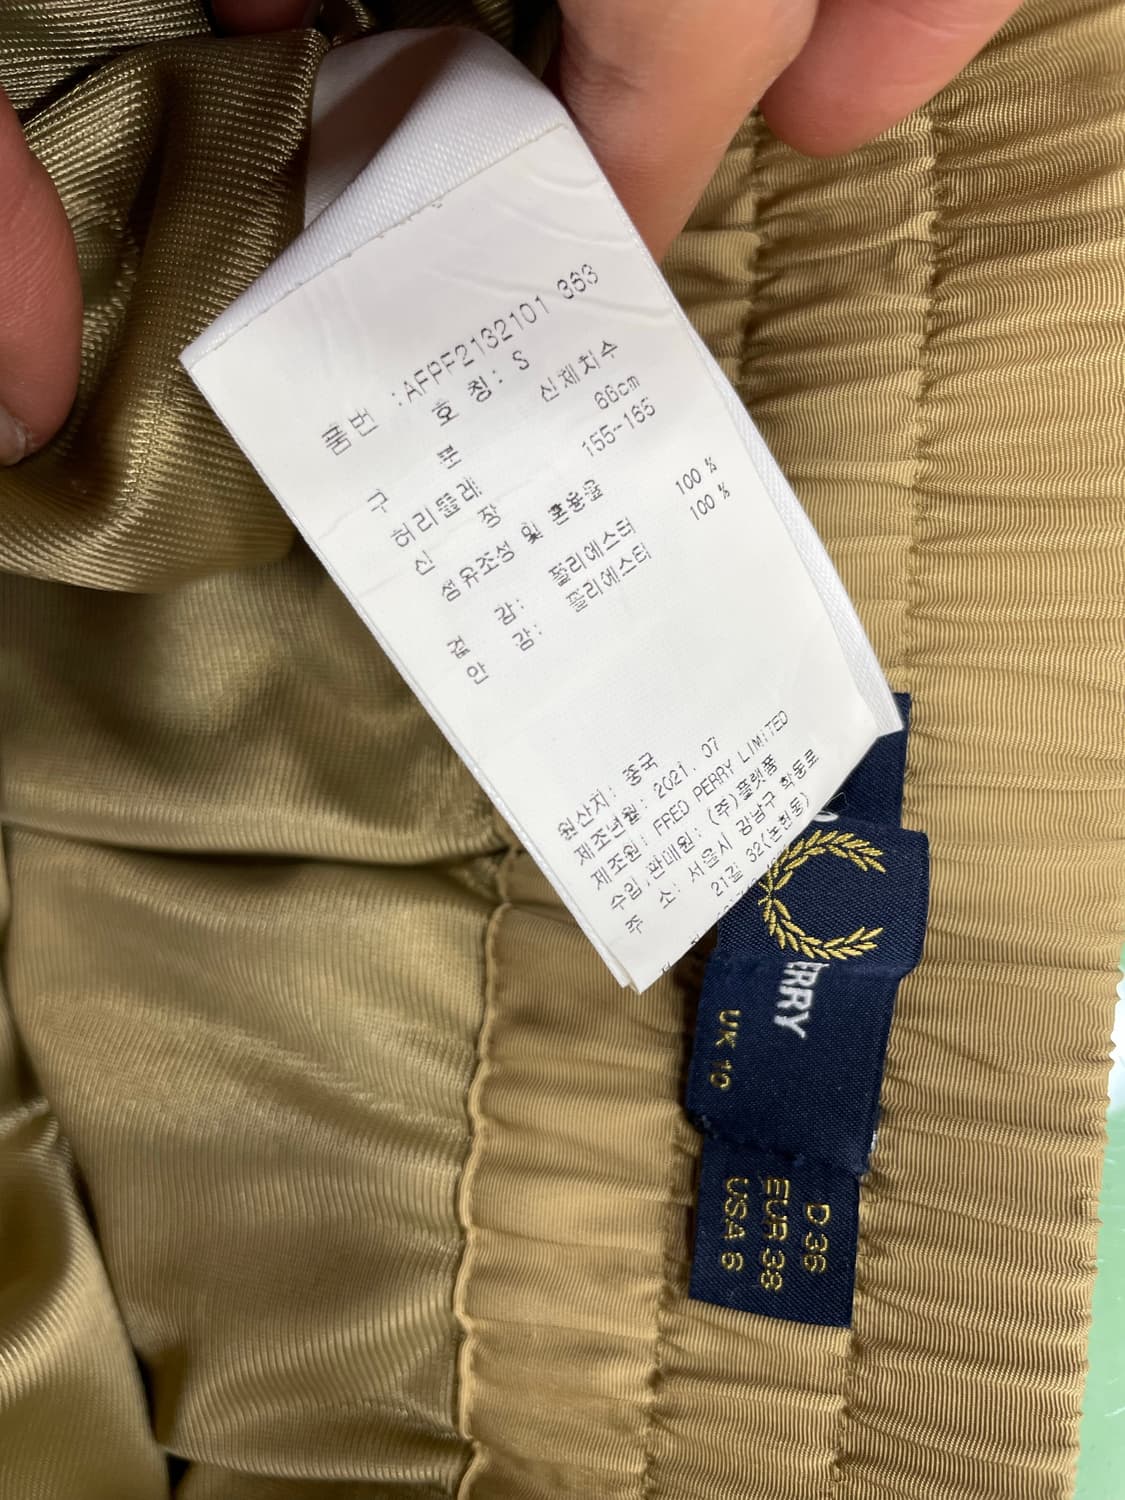 품번 :AFPF2132101 363
호 칭: S
구 분 신체치수
허리둘레 66cm
신 장 155-165
섬유조성 및 혼용율
겉 감: 폴리에스터 100 %
안 감: 폴리에스터 100 %
원산지: 중국
제조년월: 2021. 07
제조원: FRED PERRY LIMITED
수입,판매원: (주)플랫폼
주 소: 서울시 강남구 학동로
21길 32(논현동)
ERRY
UK 10
D 36
EUR 38
USA 6